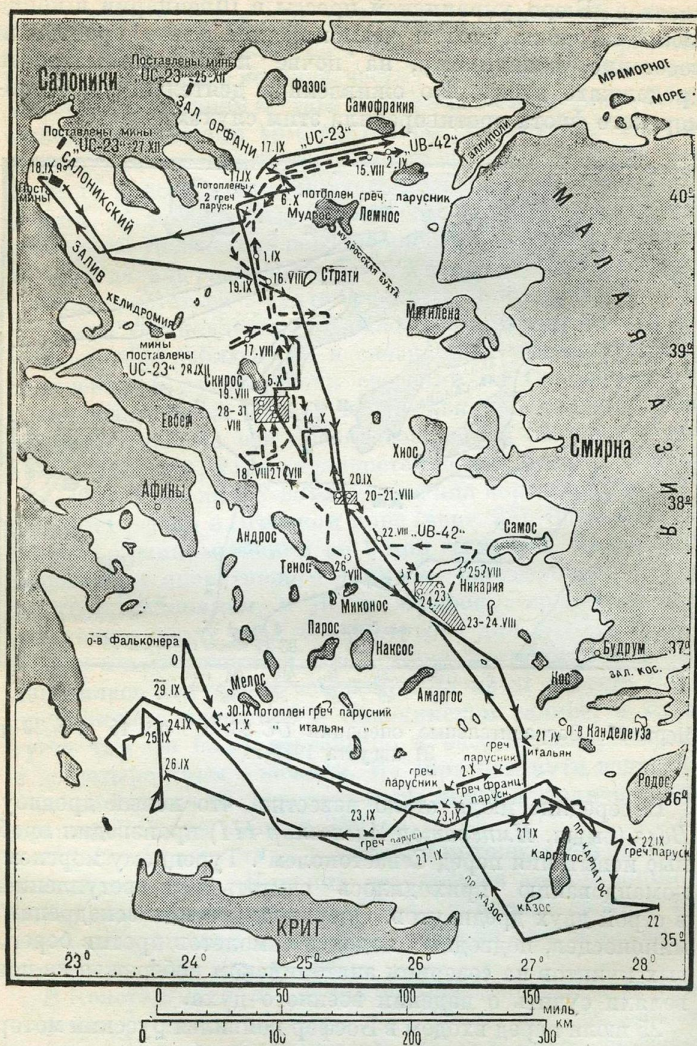 Салоники
Поставлены мины
„UC-23" 25.XII
Фазос
МРАМОРНОЕ
МОРЕ
Поставлены мины
„UC-23" 27.XII
ЗАЛ. ОРФАНИ
Самофракия
17.IX
„UC-23"
„UB-42"
15.VIII
2.IX
18.IX
САЛОНИКСКИЙ
ЗАЛИВ
17.IX
потоплены
2 греч
парусн.
6.X
потоплен греч.
парусник
40°
Мудрос
Лемнос
МУДРОССКАЯ БУХТА
МАЛАЯ АЗИЯ
1.IX
19.IX
16.VIII
Страти
Митилена
ХЕЛИДРОМИЯ
мины
поставлены
„UC-23" 28.XII
17.VIII
39°
Скирос
5.X
19.VIII
28-31.
VIII
4.X
Евбея
18.VIII
27.VIII
Хиос
Смирна
Афины
20.IX
20-21.VIII
38°
Андрос
22.VIII
„UB-42"
Самос
Тенос
26.
VIII
25.VIII
Никария
Миконос
24
23
23-24.VIII
о-в Фальконера
Парос
Наксос
Будрум
37°
ЗАЛ. КОС.
Кос
29.IX
Мелос
Аморгос
30.IX
потоплен греч парусник
1.X
итальян "
24.IX
25.IX
21.IX
итальян
о-в Канделеуза
26.IX
греч
парусник
2.X
греч
парусник
греч Франц.
парусн.
Родос
36°
23.IX
греч парусн
23.IX
21.IX
27.IX
ПР. КАРПАТОС
Карпатос
22.IX
греч.парусн
ПР. КАЗОС
КАЗОС
22
КРИТ
35°
23°
24
25
26
27
28°
0
50
100
150
МИЛЬ
0
100
200
300
КМ